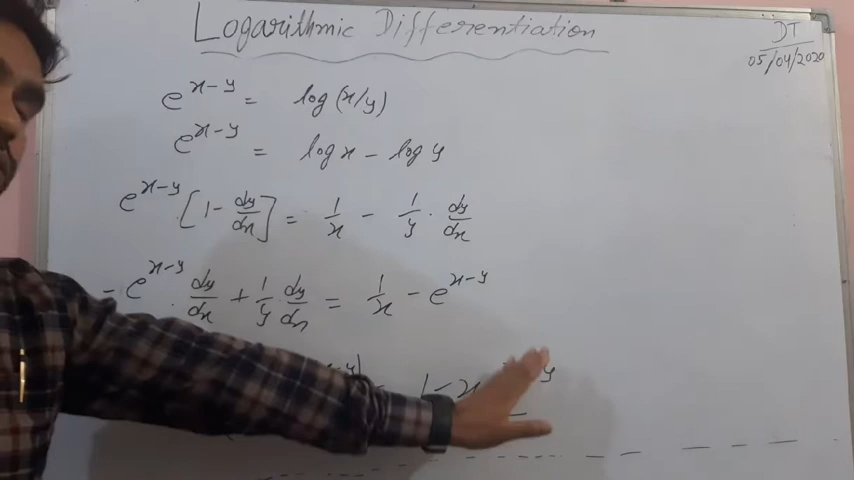 Logarithmic Differentiation
DT
05/04/2020
e^{x-y} = log(x/y)
e^{x-y} = log x - log y
e^{x-y} [1 - dy/dx] = 1/x - 1/y · dy/dx
- e^{x-y} · dy/dx + 1/y · dy/dx = 1/x - e^{x-y}
1 - x